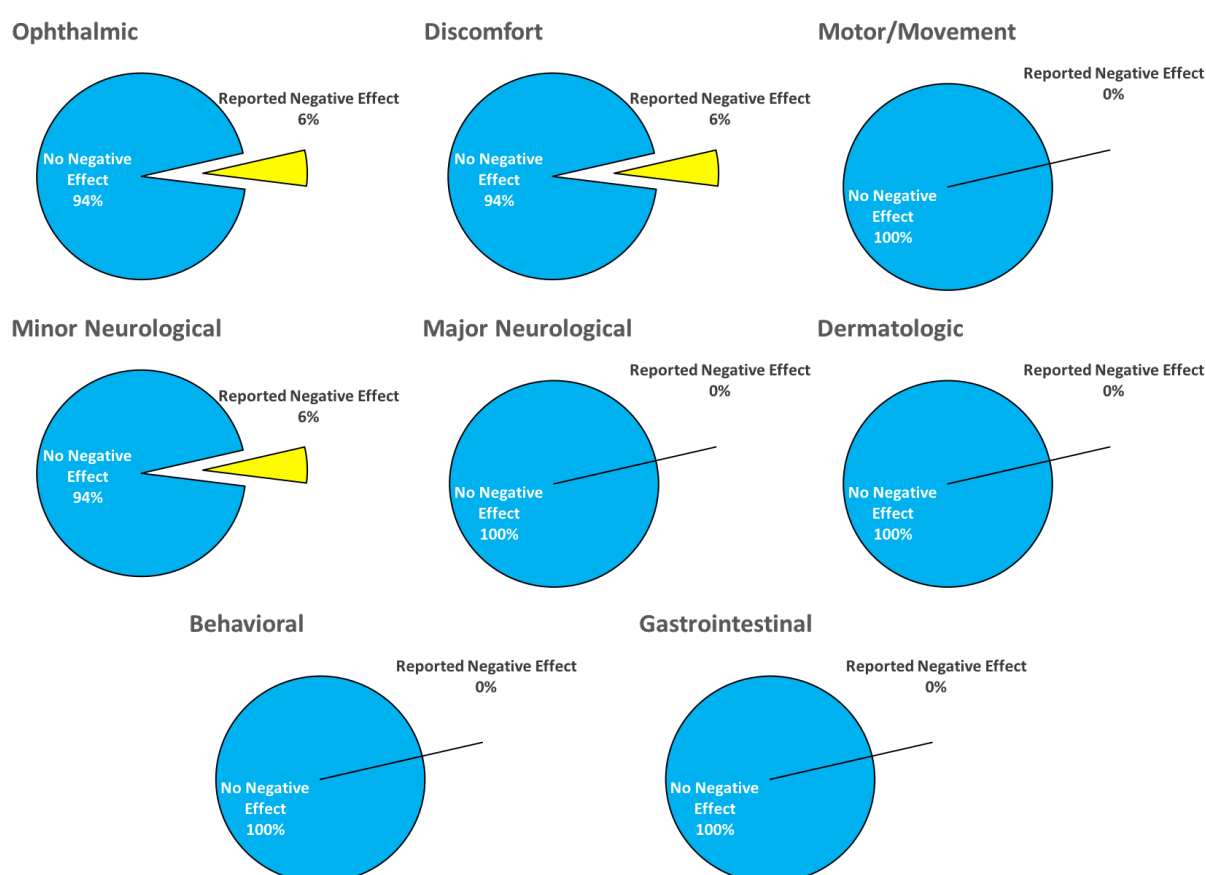 Ophthalmic
Reported Negative Effect
6%
No Negative
Effect
94%
Discomfort
Reported Negative Effect
6%
No Negative
Effect
94%
Motor/Movement
Reported Negative Effect
0%
No Negative
Effect
100%
Minor Neurological
Reported Negative Effect
6%
No Negative
Effect
94%
Major Neurological
Reported Negative Effect
0%
No Negative
Effect
100%
Dermatologic
Reported Negative Effect
0%
No Negative
Effect
100%
Behavioral
Reported Negative Effect
0%
No Negative
Effect
100%
Gastrointestinal
Reported Negative Effect
0%
No Negative
Effect
100%